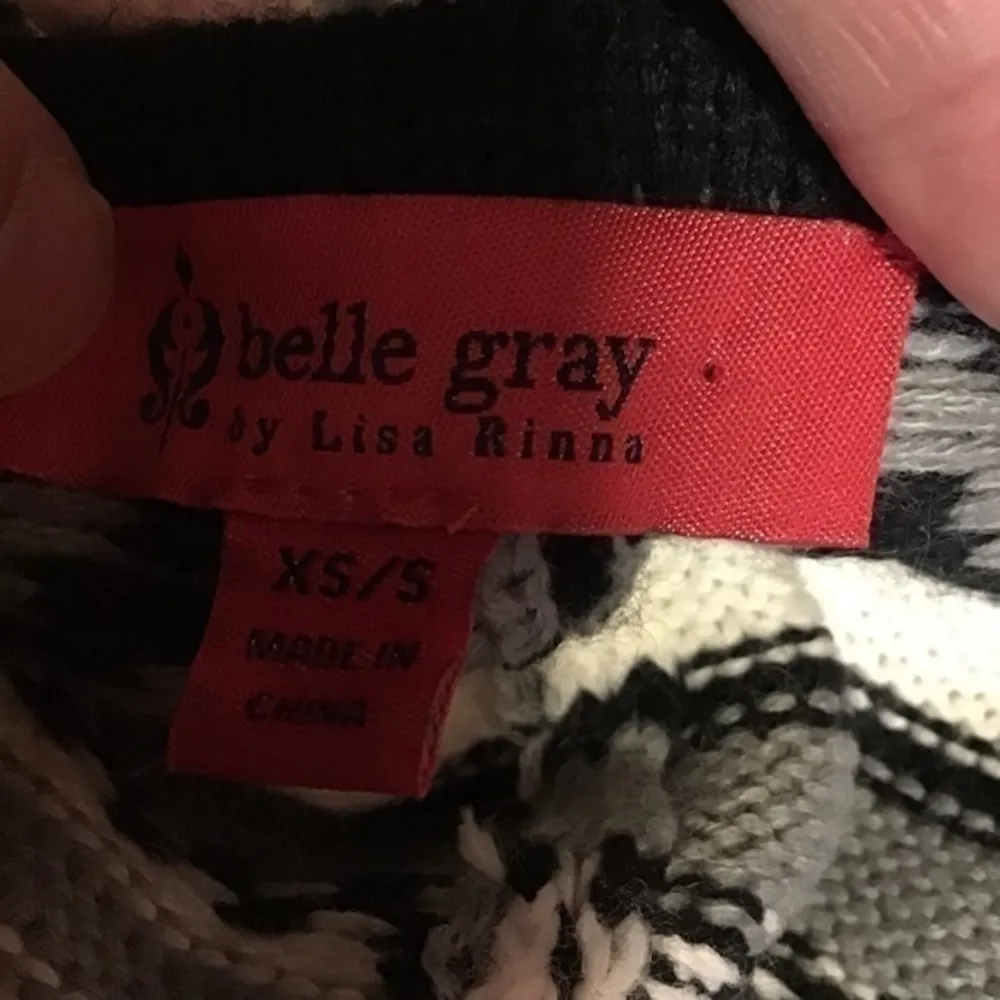 belle gray
by Lisa Rinna
XS/S
MADE IN
CHINA